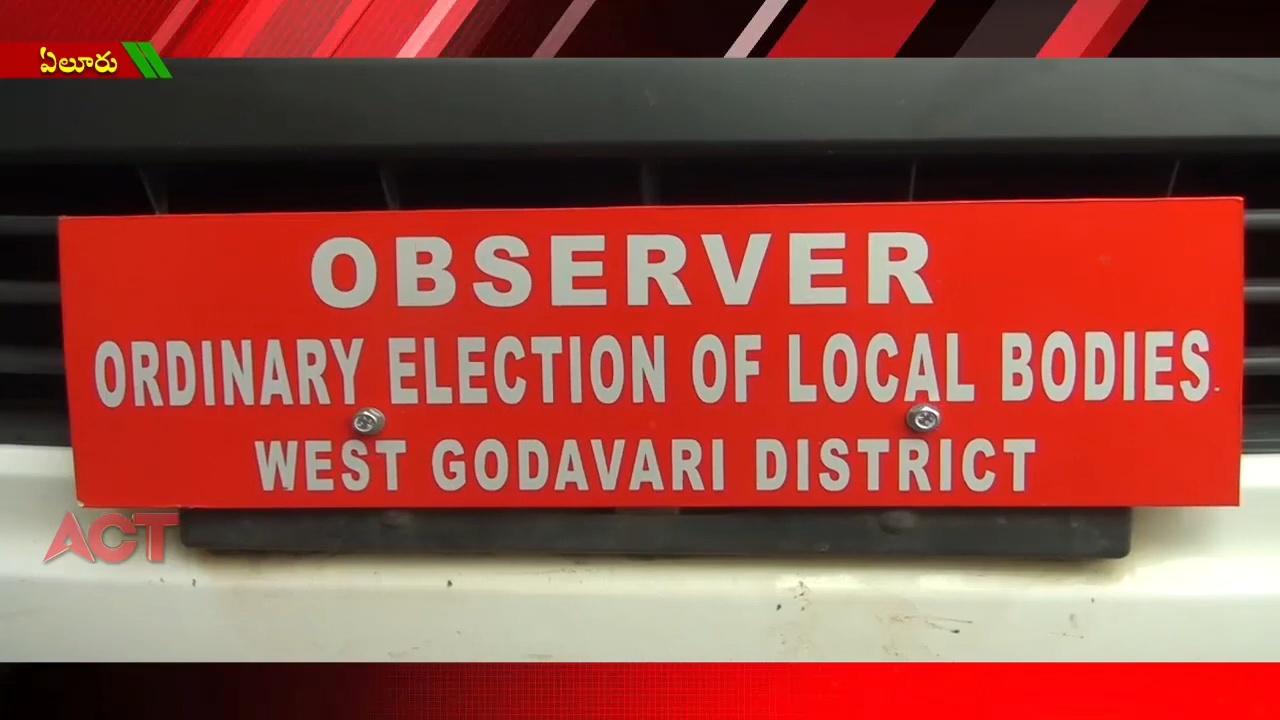 ఏలూరు
OBSERVER
ORDINARY ELECTION OF LOCAL BODIES
WEST GODAVARI DISTRICT
ACT